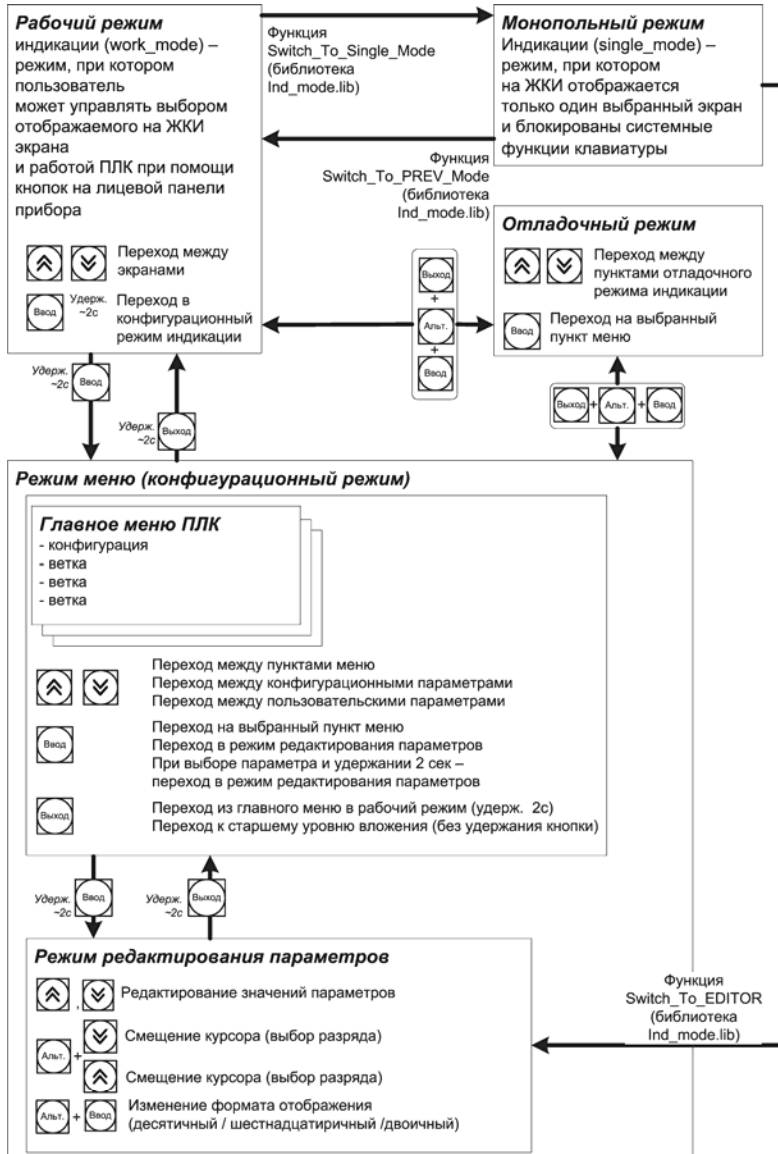 Рабочий режим
индикации (work_mode) –
режим, при котором
пользователь
может управлять выбором
отображаемого на ЖКИ
экрана
и работой ПЛК при помощи
кнопок на лицевой панели
прибора
Переход между
экранами
Ввод
Удерж.
~2с
Переход в
конфигурационный
режим индикации
Функция
Switch_To_Single_Mode
(библиотека
Ind_mode.lib)
Монопольный режим
Индикации (single_mode) –
режим, при котором
на ЖКИ отображается
только один выбранный экран
и блокированы системные
функции клавиатуры
Функция
Switch_To_PREV_Mode
(библиотека
Ind_mode.lib)
Отладочный режим
Переход между
пунктами отладочного
режима индикации
Ввод
Переход на выбранный
пункт меню
Выход
+
Альт.
+
Ввод
Удерж.
~2с
Ввод
Удерж.
~2с
Выход
Выход + Альт. + Ввод
Режим меню (конфигурационный режим)
Главное меню ПЛК
- конфигурация
- ветка
- ветка
- ветка
Переход между пунктами меню
Переход между конфигурационными параметрами
Переход между пользовательскими параметрами
Ввод
Переход на выбранный пункт меню
Переход в режим редактирования параметров
При выборе параметра и удержании 2 сек –
переход в режим редактирования параметров
Выход
Переход из главного меню в рабочий режим (удерж. 2с)
Переход к старшему уровню вложения (без удержания кнопки)
Удерж.
~2с
Ввод
Удерж.
~2с
Выход
Режим редактирования параметров
, Редактирование значений параметров
Альт. +
Смещение курсора (выбор разряда)
Смещение курсора (выбор разряда)
Альт. + Ввод
Изменение формата отображения
(десятичный / шестнадцатиричный /двоичный)
Функция
Switch_To_EDITOR
(библиотека
Ind_mode.lib)